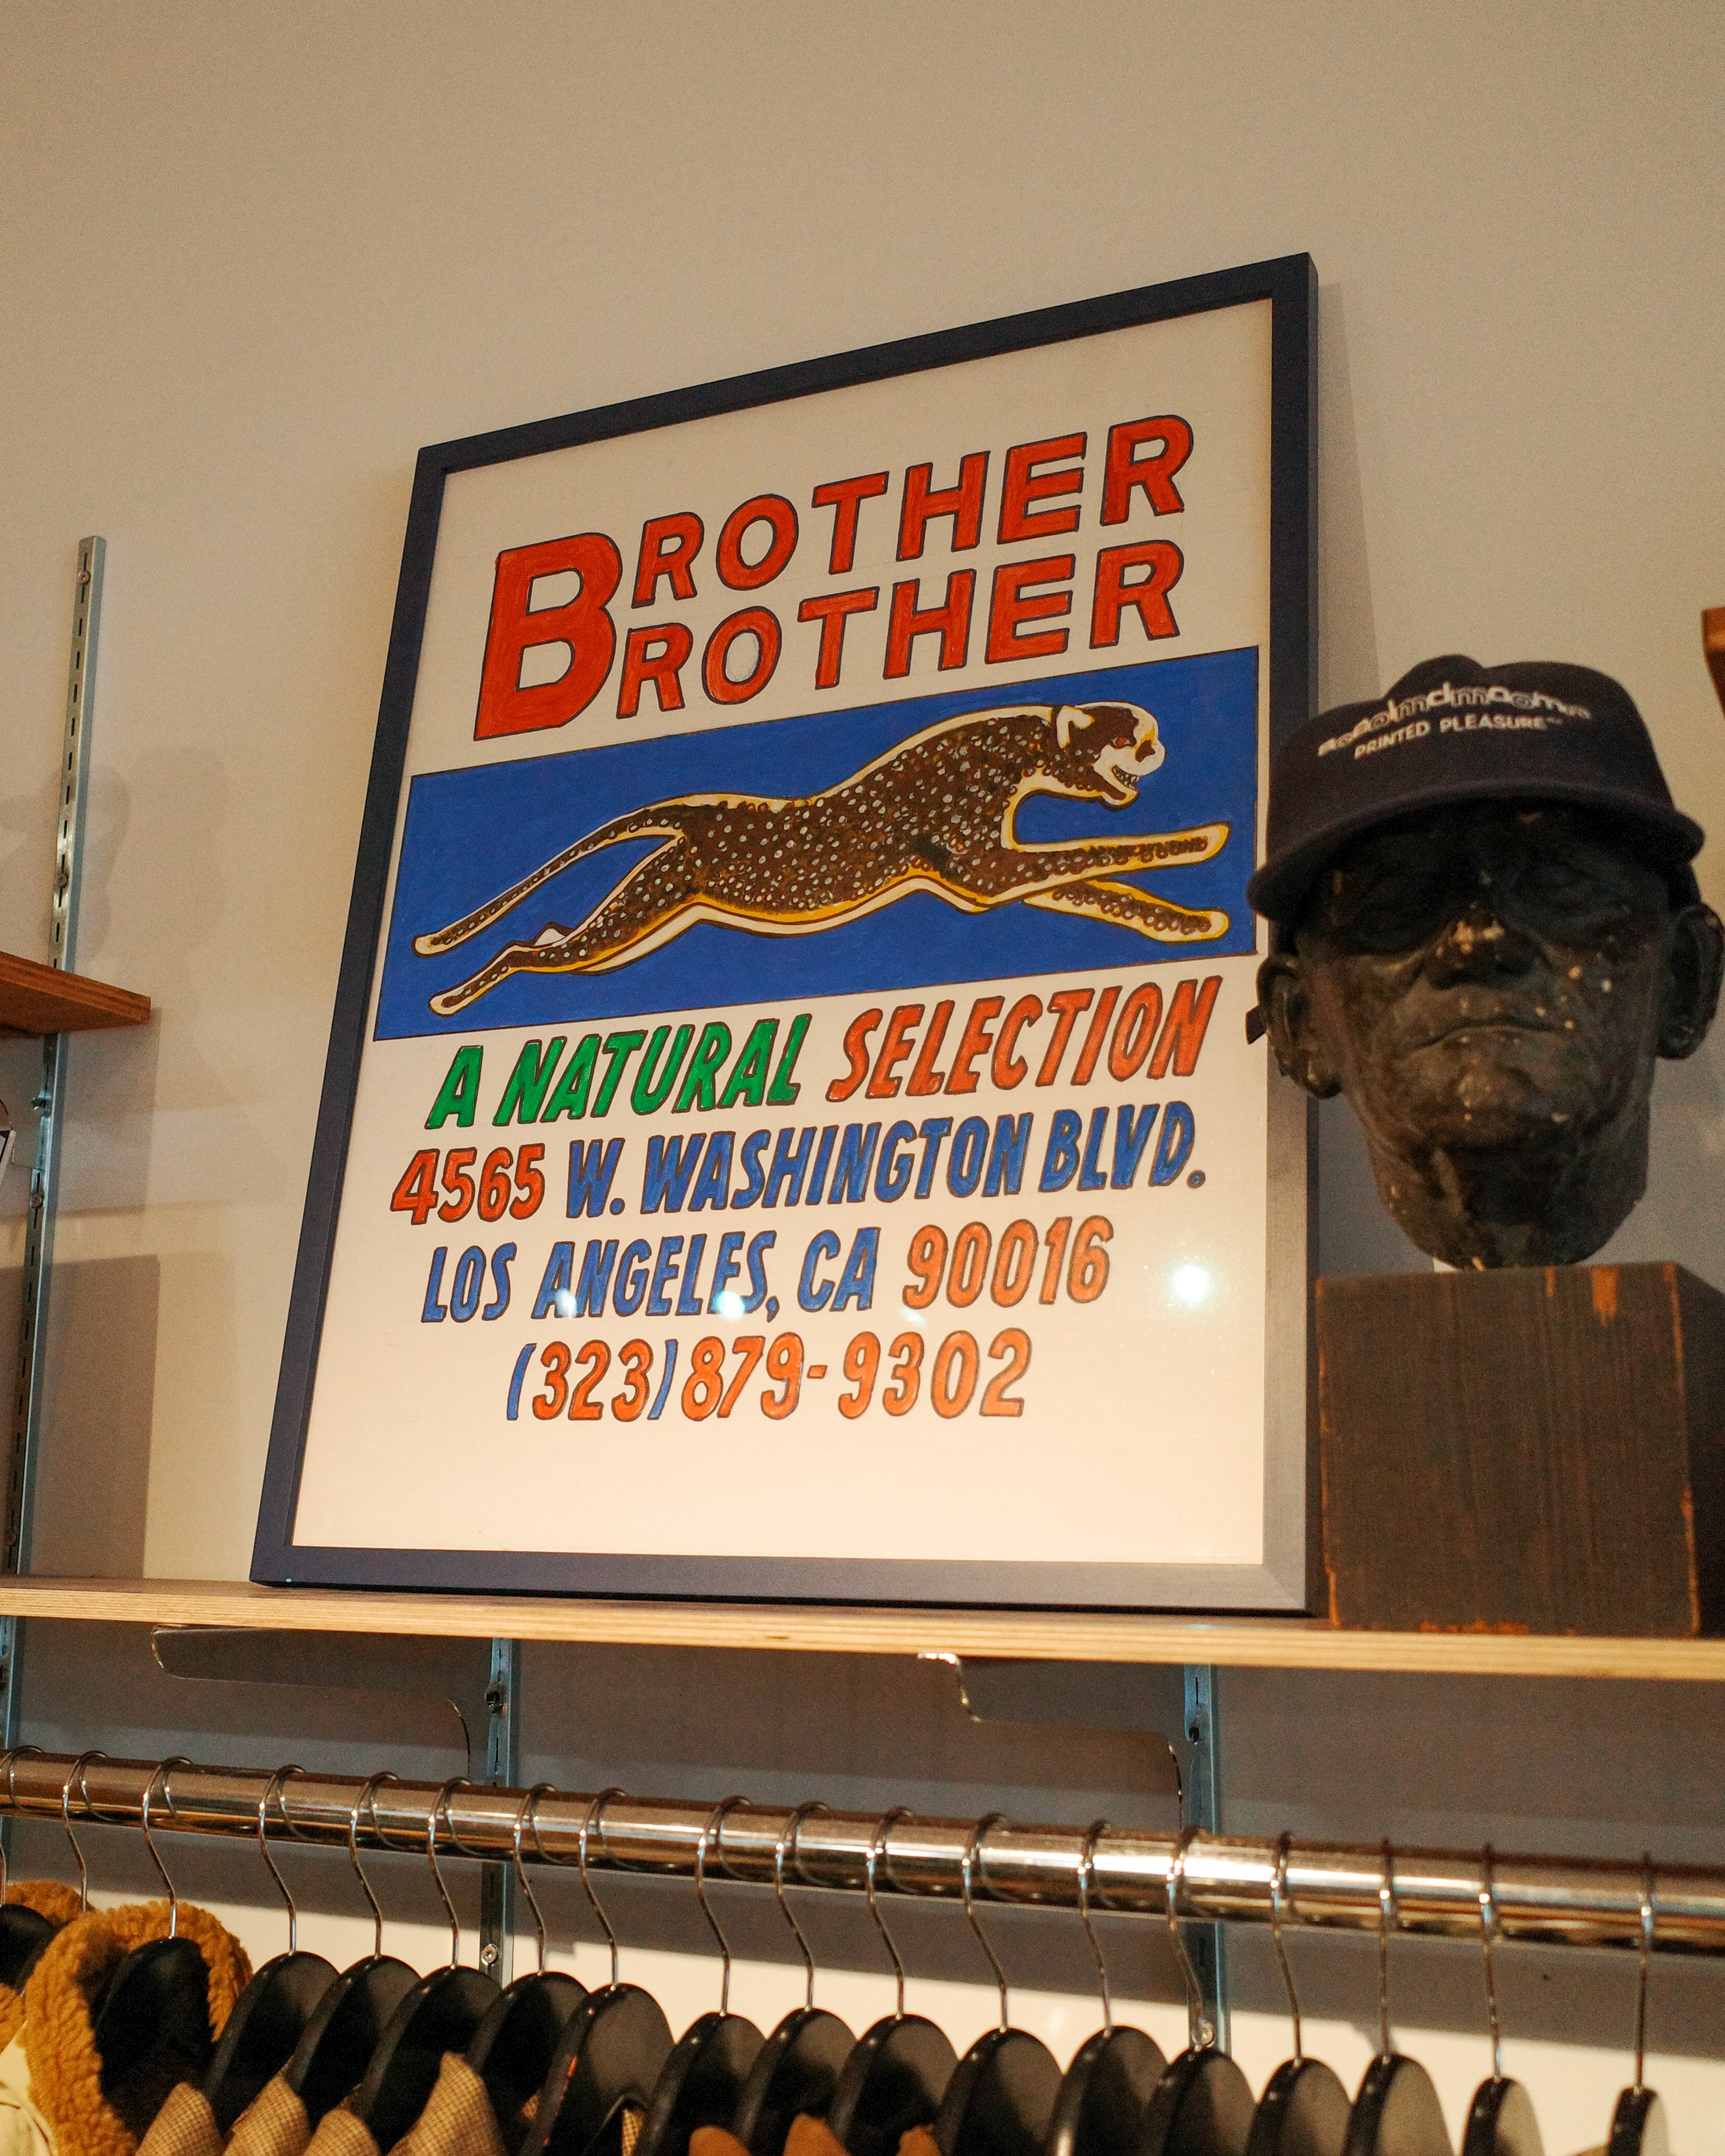 BROTHER
BROTHER
A NATURAL SELECTION
4565 W. WASHINGTON BLVD.
LOS ANGELES, CA 90016
(323) 879-9302
PRINTED PLEASURE